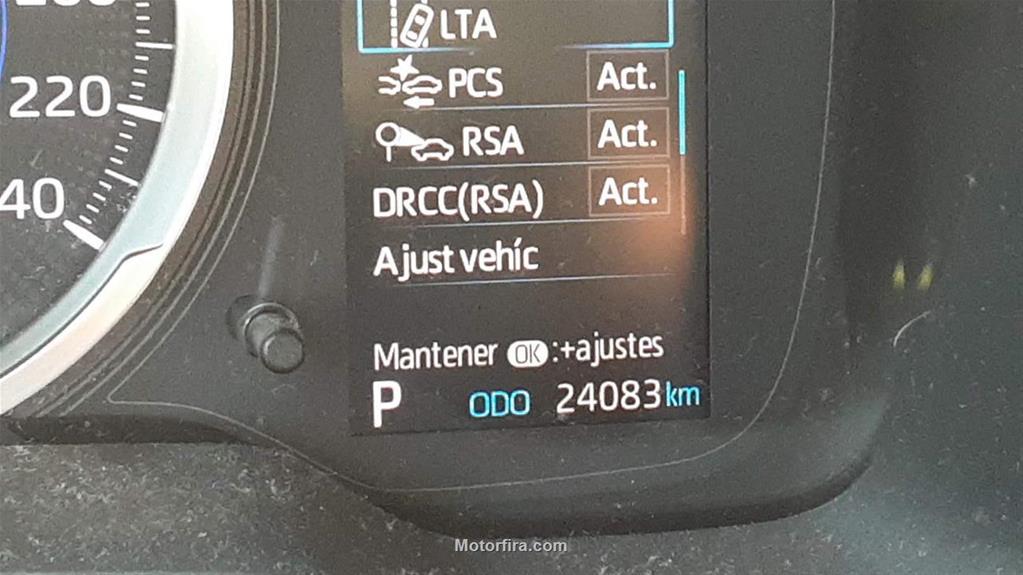 LTA
PCS Act.
220
RSA Act.
DRCC(RSA) Act.
40
Ajust vehíc
Mantener OK :+ajustes
P ODO 24083 km
Motorfira.com